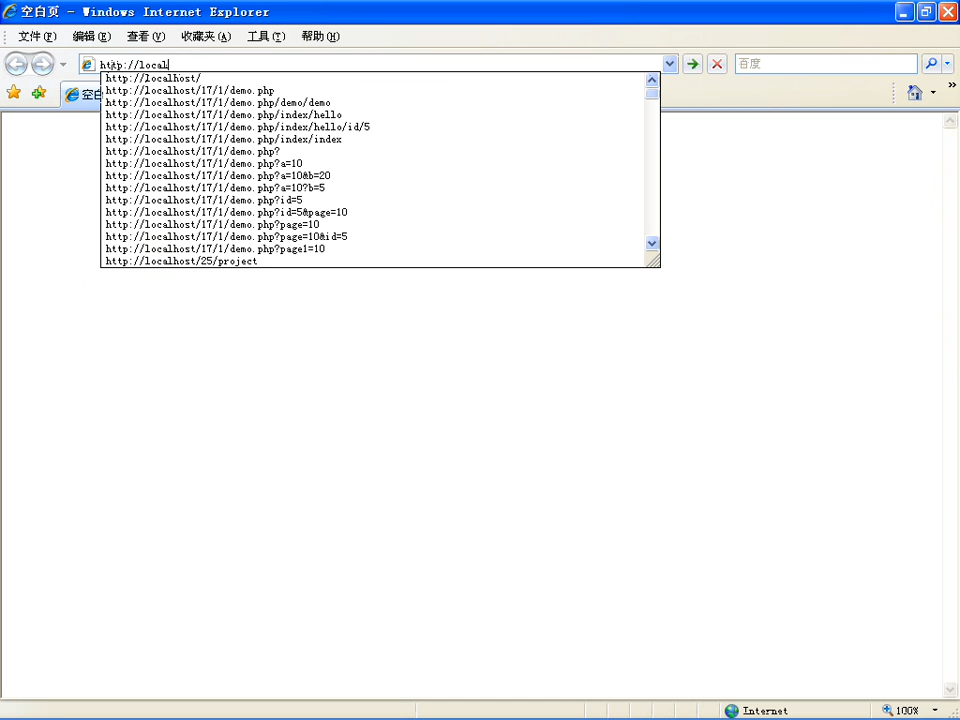 空白页 - Windows Internet Explorer
文件(F) 编辑(E) 查看(V) 收藏夹(A) 工具(T) 帮助(H)
http://local
百度
空白
http://localhost/
http://localhost/17/1/demo.php
http://localhost/17/1/demo.php/demo/demo
http://localhost/17/1/demo.php/index/hello
http://localhost/17/1/demo.php/index/hello/id/5
http://localhost/17/1/demo.php/index/index
http://localhost/17/1/demo.php?
http://localhost/17/1/demo.php?a=10
http://localhost/17/1/demo.php?a=10&b=20
http://localhost/17/1/demo.php?a=10?b=5
http://localhost/17/1/demo.php?id=5
http://localhost/17/1/demo.php?id=5&page=10
http://localhost/17/1/demo.php?page=10
http://localhost/17/1/demo.php?page=10&id=5
http://localhost/17/1/demo.php?page1=10
http://localhost/25/project
Internet
100%